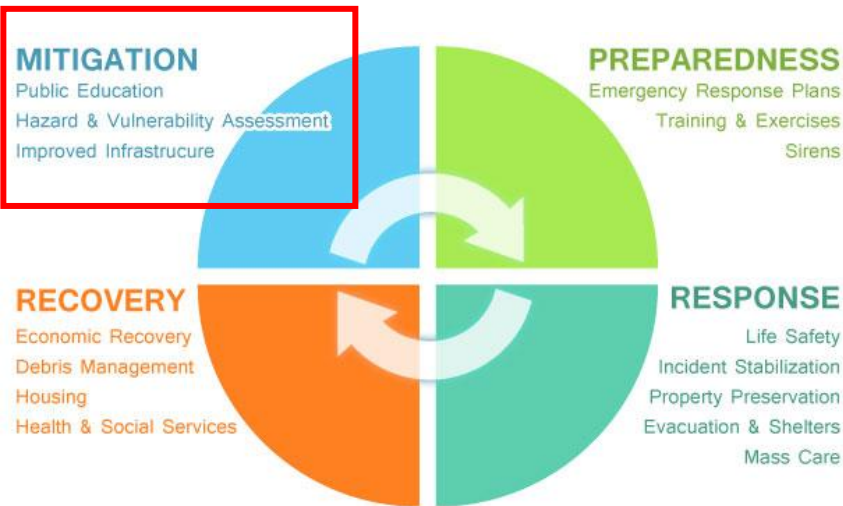 MITIGATION
Public Education
Hazard & Vulnerability Assessment
Improved Infrastrucure
PREPAREDNESS
Emergency Response Plans
Training & Exercises
Sirens
RECOVERY
Economic Recovery
Debris Management
Housing
Health & Social Services
RESPONSE
Life Safety
Incident Stabilization
Property Preservation
Evacuation & Shelters
Mass Care